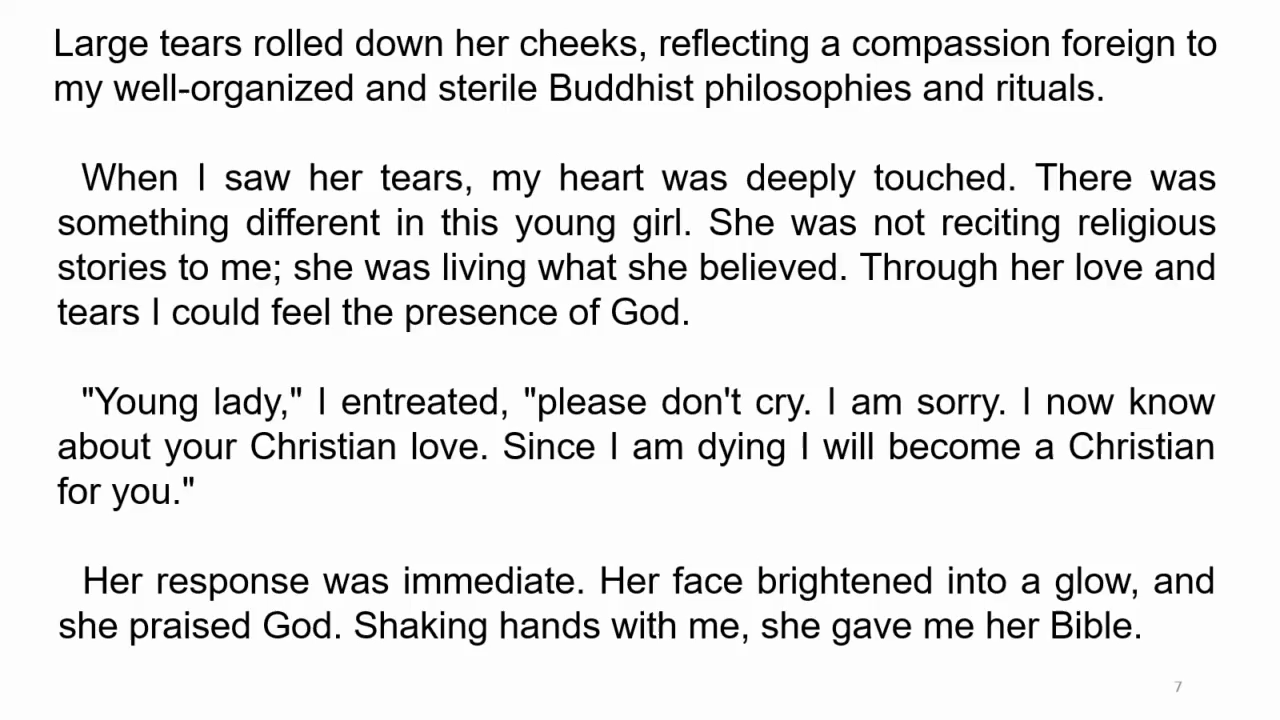 Large tears rolled down her cheeks, reflecting a compassion foreign to
my well-organized and sterile Buddhist philosophies and rituals.
When I saw her tears, my heart was deeply touched. There was
something different in this young girl. She was not reciting religious
stories to me; she was living what she believed. Through her love and
tears I could feel the presence of God.
"Young lady," I entreated, "please don't cry. I am sorry. I now know
about your Christian love. Since I am dying I will become a Christian
for you."
Her response was immediate. Her face brightened into a glow, and
she praised God. Shaking hands with me, she gave me her Bible.
7